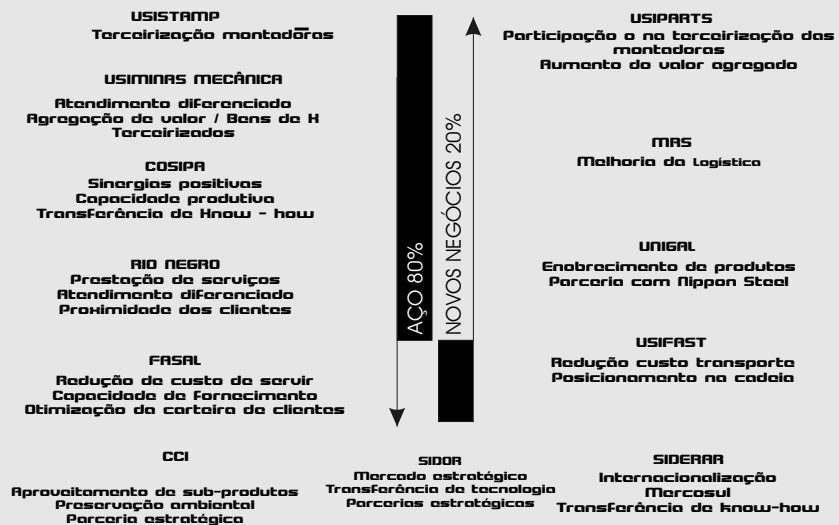 USISTAMP
Terceirização montadoras
USIMINAS MECÂNICA
Atendimento diferenciado
Agregação de valor / Bens de K
Terceirizados
COSIPA
Sinergias positivas
Capacidade produtiva
Transferência de Know - how
RIO NEGRO
Prestação de serviços
Atendimento diferenciado
Proximidade dos clientes
FASAL
Redução de custo de servir
Capacidade de Fornecimento
Otimização da carteira de clientes
CCI
Aproveitamento de sub-produtos
Preservação ambiental
Parceria estratégica
AÇO 80%
NOVOS NEGÓCIOS 20%
SIDOR
Mercado estratégico
Transferência de tecnologia
Parcerias estratégicas
USIPARTS
Participação o na terceirização das
montadoras
Aumento do valor agregado
MRS
Melhoria da Logística
UNIGAL
Enobrecimento de produtos
Parceria com Nippon Steel
USIFAST
Redução custo transporte
Posicionamento na cadeia
SIDERAR
Internacionalização
Mercosul
Transferência de know-how